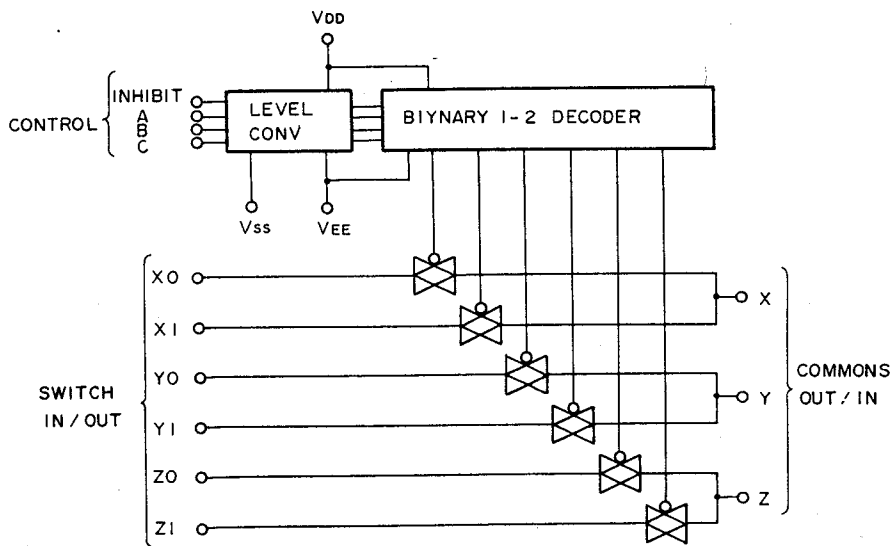 VDD
CONTROL
INHIBIT
A
B
C
LEVEL
CONV
BIYNARY 1-2 DECODER
VSS
VEE
SWITCH
IN / OUT
X0
X1
Y0
Y1
Z0
Z1
X
Y
Z
COMMONS
OUT / IN